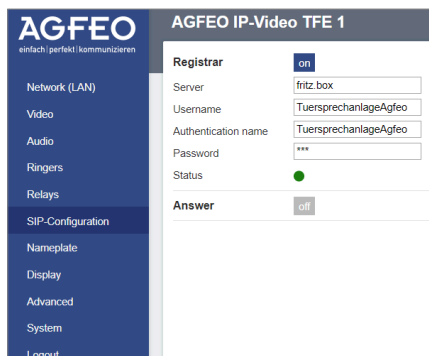 AGFEO
einfach|perfekt|kommunizieren
AGFEO IP-Video TFE 1
Network (LAN)
Video
Audio
Ringers
Relays
SIP-Configuration
Nameplate
Display
Advanced
System
Logout
Registrar on
Server fritz.box
Username TuersprechanlageAgfeo
Authentication name TuersprechanlageAgfeo
Password ***
Status
Answer off